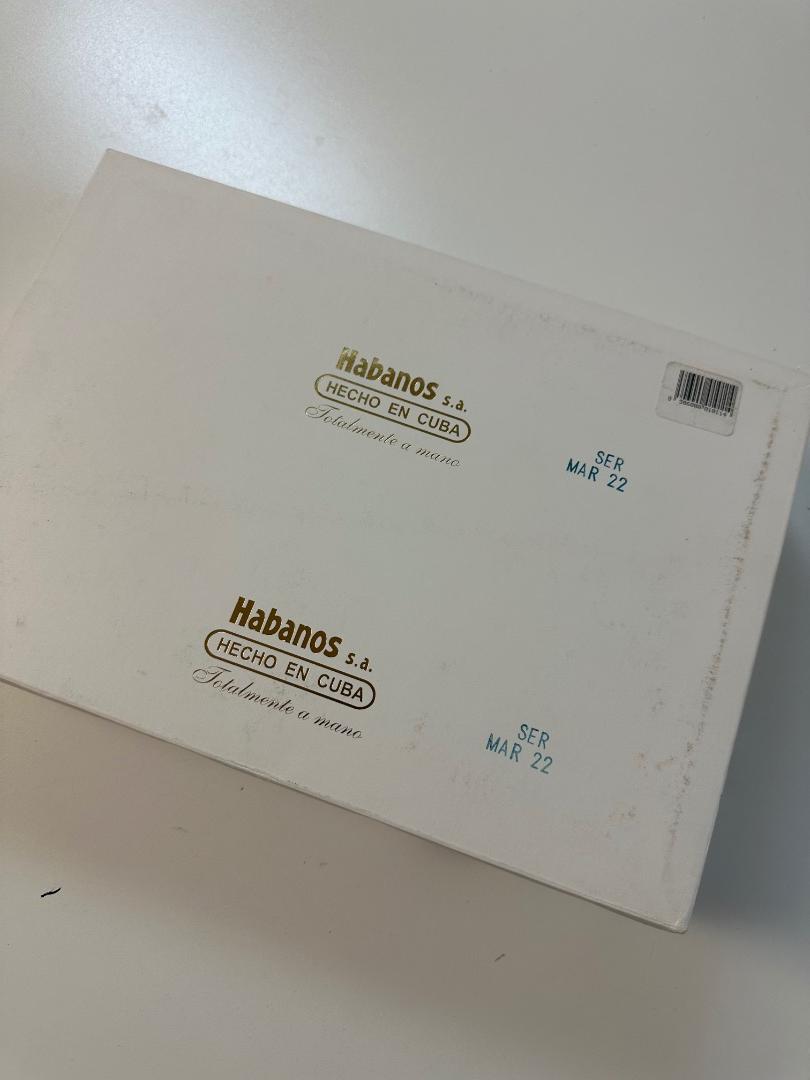 Habanos s.a.
HECHO EN CUBA
Totalmente a mano
SER
MAR 22
Habanos s.a.
HECHO EN CUBA
Totalmente a mano
SER
MAR 22